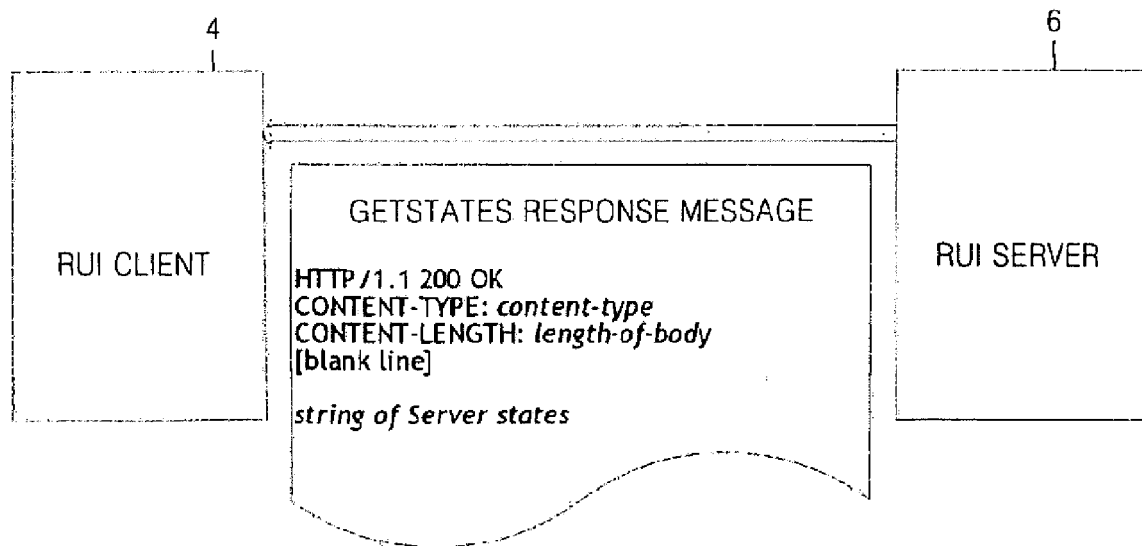 4
6
GETSTATES RESPONSE MESSAGE
RUI CLIENT
RUI SERVER
HTTP/1.1 200 OK
CONTENT-TYPE: content-type
CONTENT-LENGTH: length-of-body
[blank line]
string of Server states